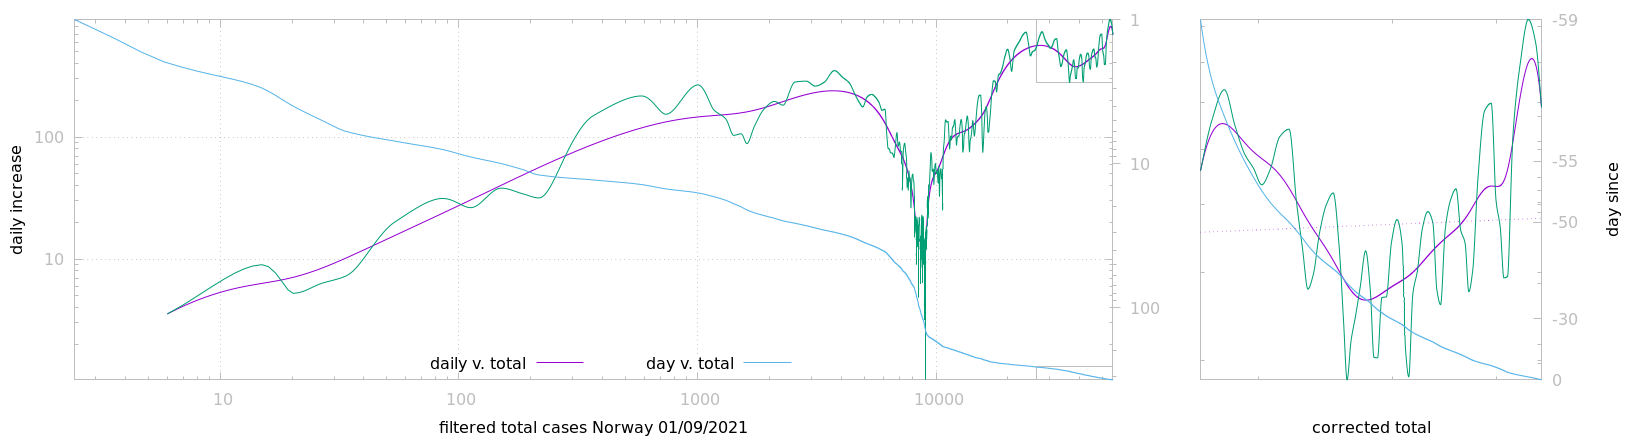 1
-59
100
daily increase
10
-55
-50
day since
10
100
-30
daily v. total
day v. total
0
10
100
1000
10000
filtered total cases Norway 01/09/2021
corrected total